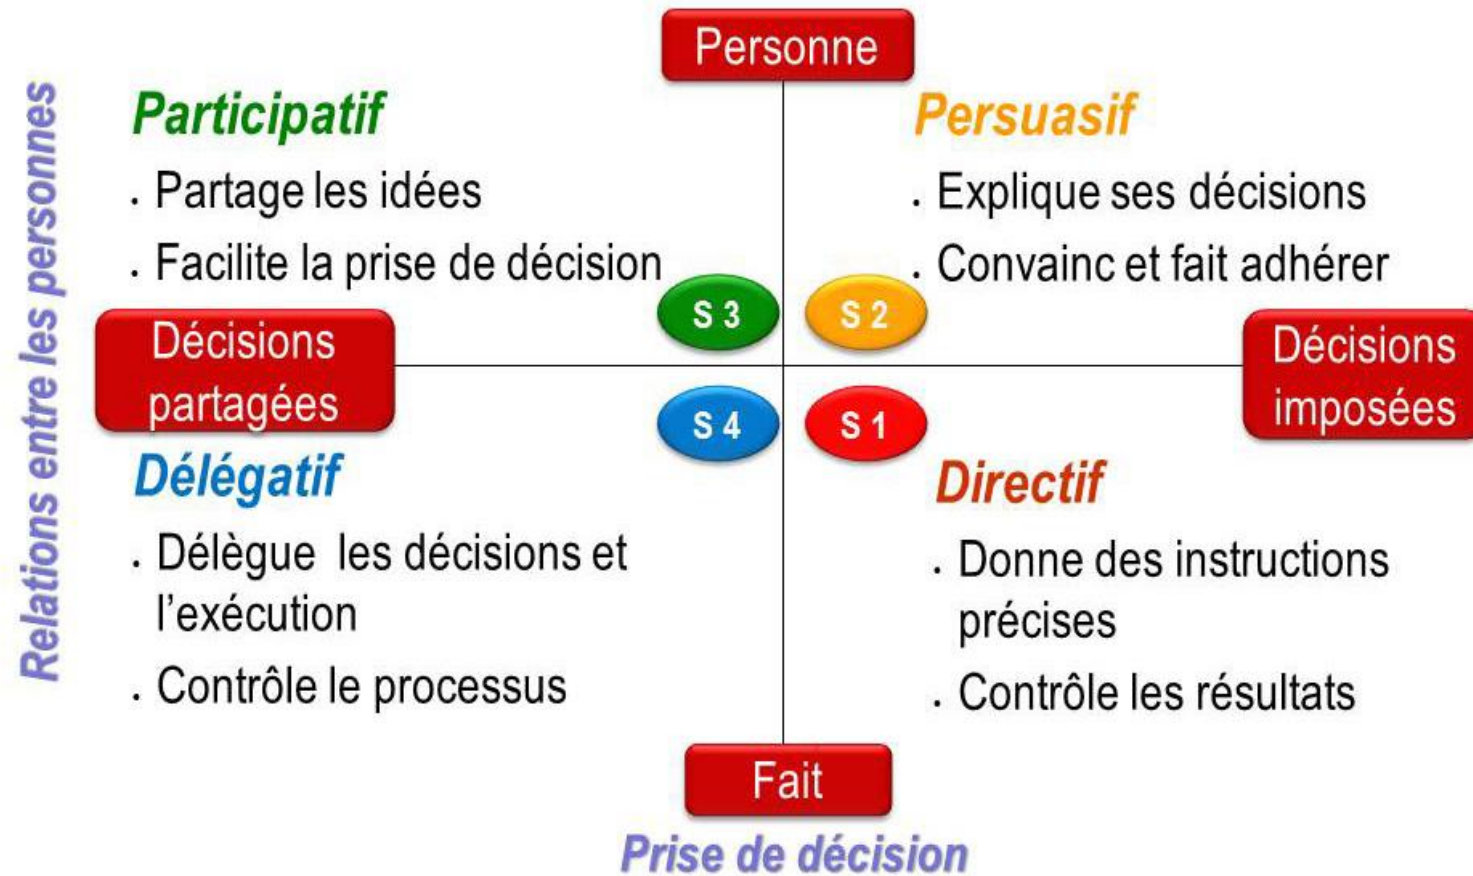 Personne
Relations entre les personnes
Participatif
. Partage les idées
. Facilite la prise de décision
Persuasif
. Explique ses décisions
. Convainc et fait adhérer
S 3
S 2
Décisions
partagées
Décisions
imposées
S 4
S 1
Délégatif
. Délègue les décisions et
l’exécution
. Contrôle le processus
Directif
. Donne des instructions
précises
. Contrôle les résultats
Fait
Prise de décision